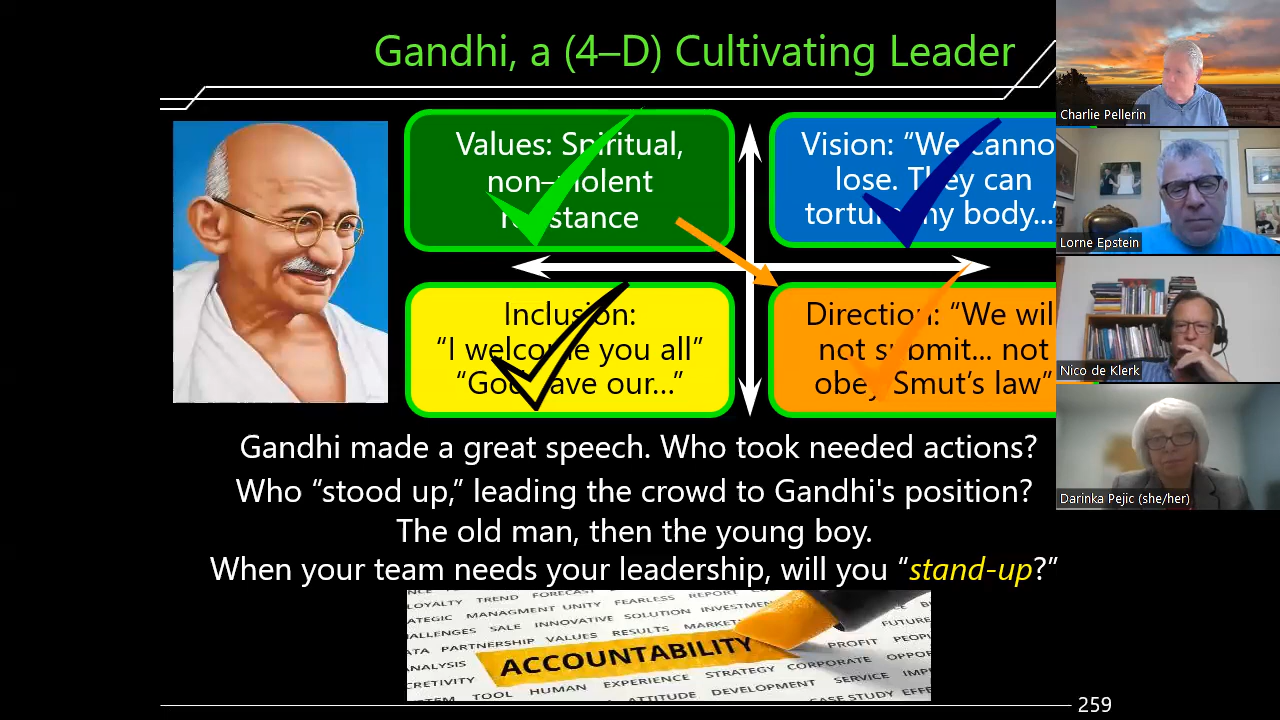 Gandhi, a (4–D) Cultivating Leader
Values: Spiritual,
non–violent
resistance
Vision: “We canno
lose. They can
torture my body...”
Inclusion:
“I welcome you all”
“God save our...”
Direction: “We wil
not submit... not
obey Smut’s law”
Gandhi made a great speech. Who took needed actions?
Who “stood up,” leading the crowd to Gandhi's position?
The old man, then the young boy.
When your team needs your leadership, will you “stand-up?”
LOYALTY TREND FORECAST REPORT
MANAGMENT UNITY FEARLESS
SALE INNOVATIVE SOLUTION
PARTNERSHIP VALUES RESULTS
ACCOUNTABILITY
PROFIT
FUTURE
ANALYSIS
TOOL HUMAN EXPERIENCE STRATEGY CORPORATE
ATTITUDE DEVELOPMENT SERVICE
CASE STUDY
259
Charlie Pellerin
Lorne Epstein
Nico de Klerk
Darinka Pejic (she/her)